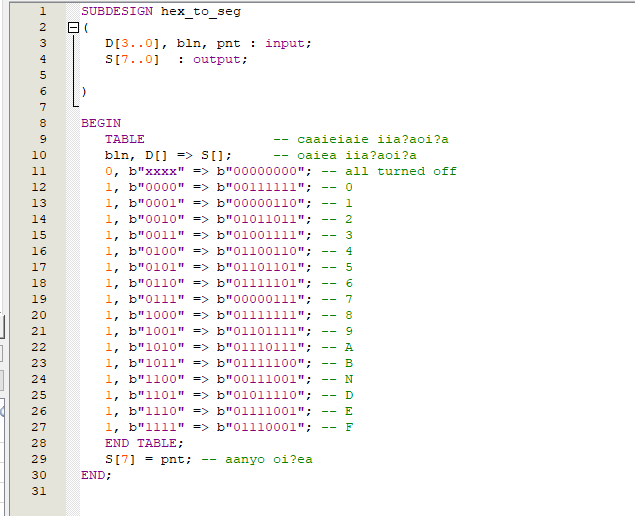 1 SUBDESIGN hex_to_seg
2 (
3 D[3..0], bln, pnt : input;
4 S[7..0] : output;
5
6 )
7
8 BEGIN
9 TABLE -- caaieiaie iia?aoi?a
10 bln, D[] => S[]; -- oaiea iia?aoi?a
11 0, b"xxxx" => b"00000000"; -- all turned off
12 1, b"0000" => b"00111111"; -- 0
13 1, b"0001" => b"00000110"; -- 1
14 1, b"0010" => b"01011011"; -- 2
15 1, b"0011" => b"01001111"; -- 3
16 1, b"0100" => b"01100110"; -- 4
17 1, b"0101" => b"01101101"; -- 5
18 1, b"0110" => b"01111101"; -- 6
19 1, b"0111" => b"00000111"; -- 7
20 1, b"1000" => b"01111111"; -- 8
21 1, b"1001" => b"01101111"; -- 9
22 1, b"1010" => b"01110111"; -- A
23 1, b"1011" => b"01111100"; -- B
24 1, b"1100" => b"00111001"; -- N
25 1, b"1101" => b"01011110"; -- D
26 1, b"1110" => b"01111001"; -- E
27 1, b"1111" => b"01110001"; -- F
28 END TABLE;
29 S[7] = pnt; -- aanyo oi?ea
30 END;
31